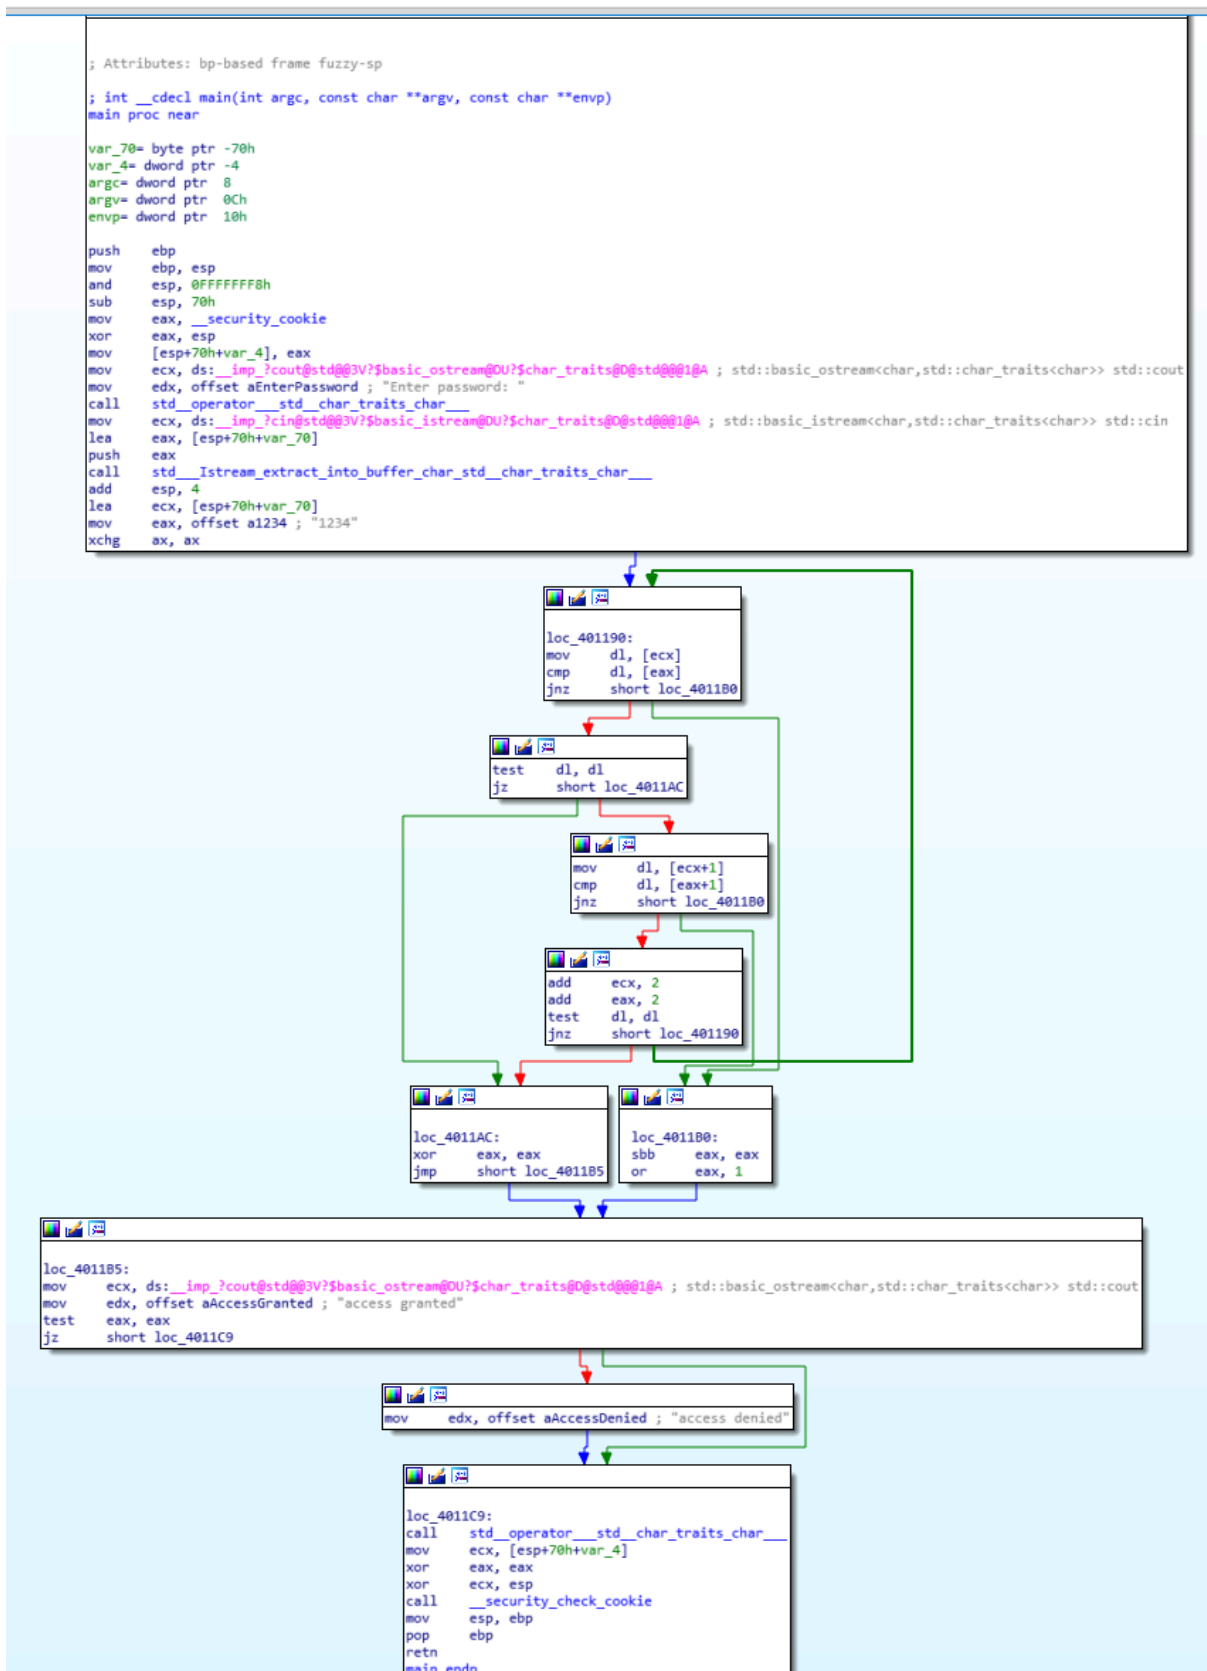 ; Attributes: bp-based frame fuzzy-sp
; int __cdecl main(int argc, const char **argv, const char **envp)
main proc near
var_70= byte ptr -70h
var_4= dword ptr -4
argc= dword ptr  8
argv= dword ptr  0Ch
envp= dword ptr  10h
push    ebp
mov     ebp, esp
and     esp, 0FFFFFFF8h
sub     esp, 70h
mov     eax, __security_cookie
xor     eax, esp
mov     [esp+70h+var_4], eax
mov     ecx, ds:__imp_?cout@std@@3V?$basic_ostream@DU?$char_traits@D@std@@@1@A ; std::basic_ostream<char,std::char_traits<char>> std::cout
mov     edx, offset aEnterPassword ; "Enter password: "
call    std__operator___std__char_traits_char___
mov     ecx, ds:__imp_?cin@std@@3V?$basic_istream@DU?$char_traits@D@std@@@1@A ; std::basic_istream<char,std::char_traits<char>> std::cin
lea     eax, [esp+70h+var_70]
push    eax
call    std___Istream_extract_into_buffer_char_std__char_traits_char___
add     esp, 4
lea     ecx, [esp+70h+var_70]
mov     eax, offset a1234 ; "1234"
xchg    ax, ax
loc_401190:
mov     dl, [ecx]
cmp     dl, [eax]
jnz     short loc_4011B0
test    dl, dl
jz      short loc_4011AC
mov     dl, [ecx+1]
cmp     dl, [eax+1]
jnz     short loc_4011B0
add     ecx, 2
add     eax, 2
test    dl, dl
jnz     short loc_401190
loc_4011AC:
xor     eax, eax
jmp     short loc_4011B5
loc_4011B0:
sbb     eax, eax
or      eax, 1
loc_4011B5:
mov     ecx, ds:__imp_?cout@std@@3V?$basic_ostream@DU?$char_traits@D@std@@@1@A ; std::basic_ostream<char,std::char_traits<char>> std::cout
mov     edx, offset aAccessGranted ; "access granted"
test    eax, eax
jz      short loc_4011C9
mov     edx, offset aAccessDenied ; "access denied"
loc_4011C9:
call    std__operator___std__char_traits_char___
mov     ecx, [esp+70h+var_4]
xor     eax, eax
xor     ecx, esp
call    __security_check_cookie
mov     esp, ebp
pop     ebp
retn
main endp